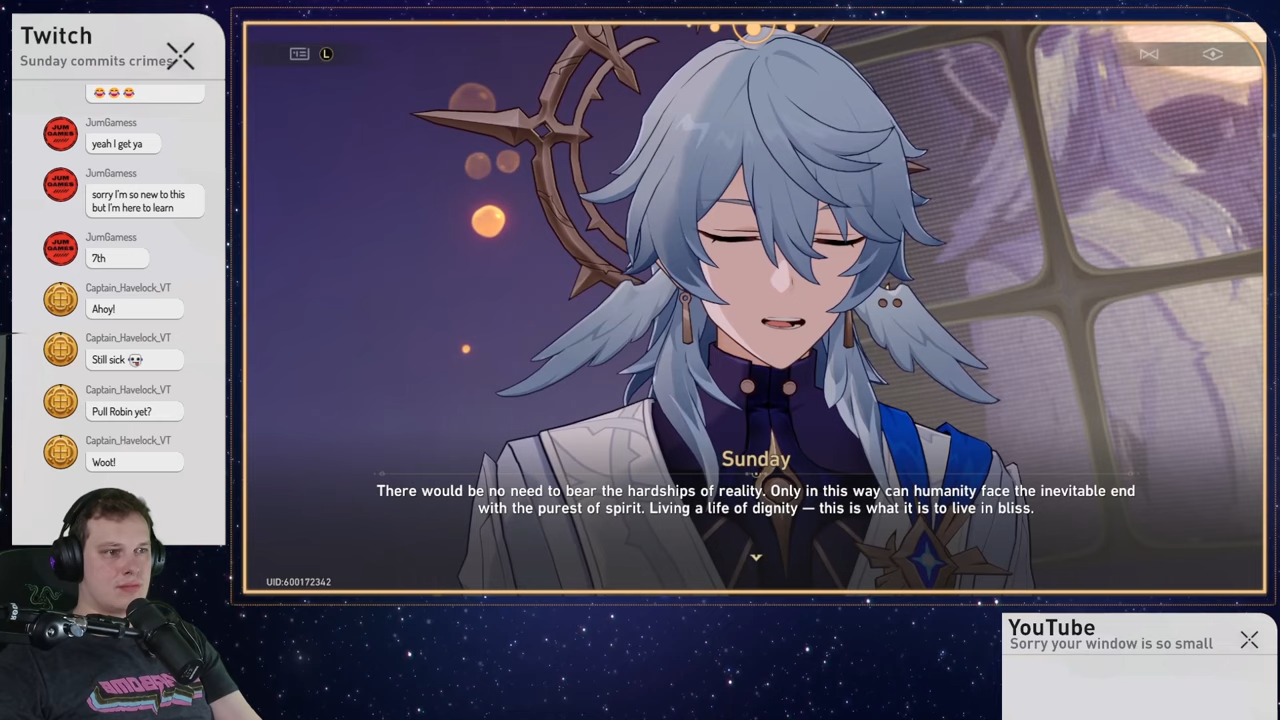 Twitch
Sunday commits crimes
JumGamess
yeah I get ya
JumGamess
sorry I'm so new to this
but I'm here to learn
JumGamess
7th
Captain_Havelock_VT
Ahoy!
Captain_Havelock_VT
Still sick
Captain_Havelock_VT
Pull Robin yet?
Captain_Havelock_VT
Woot!
JUM
GAMES
L
Sunday
There would be no need to bear the hardships of reality. Only in this way can humanity face the inevitable end
with the purest of spirit. Living a life of dignity — this is what it is to live in bliss.
UID:600172342
YouTube
Sorry your window is so small